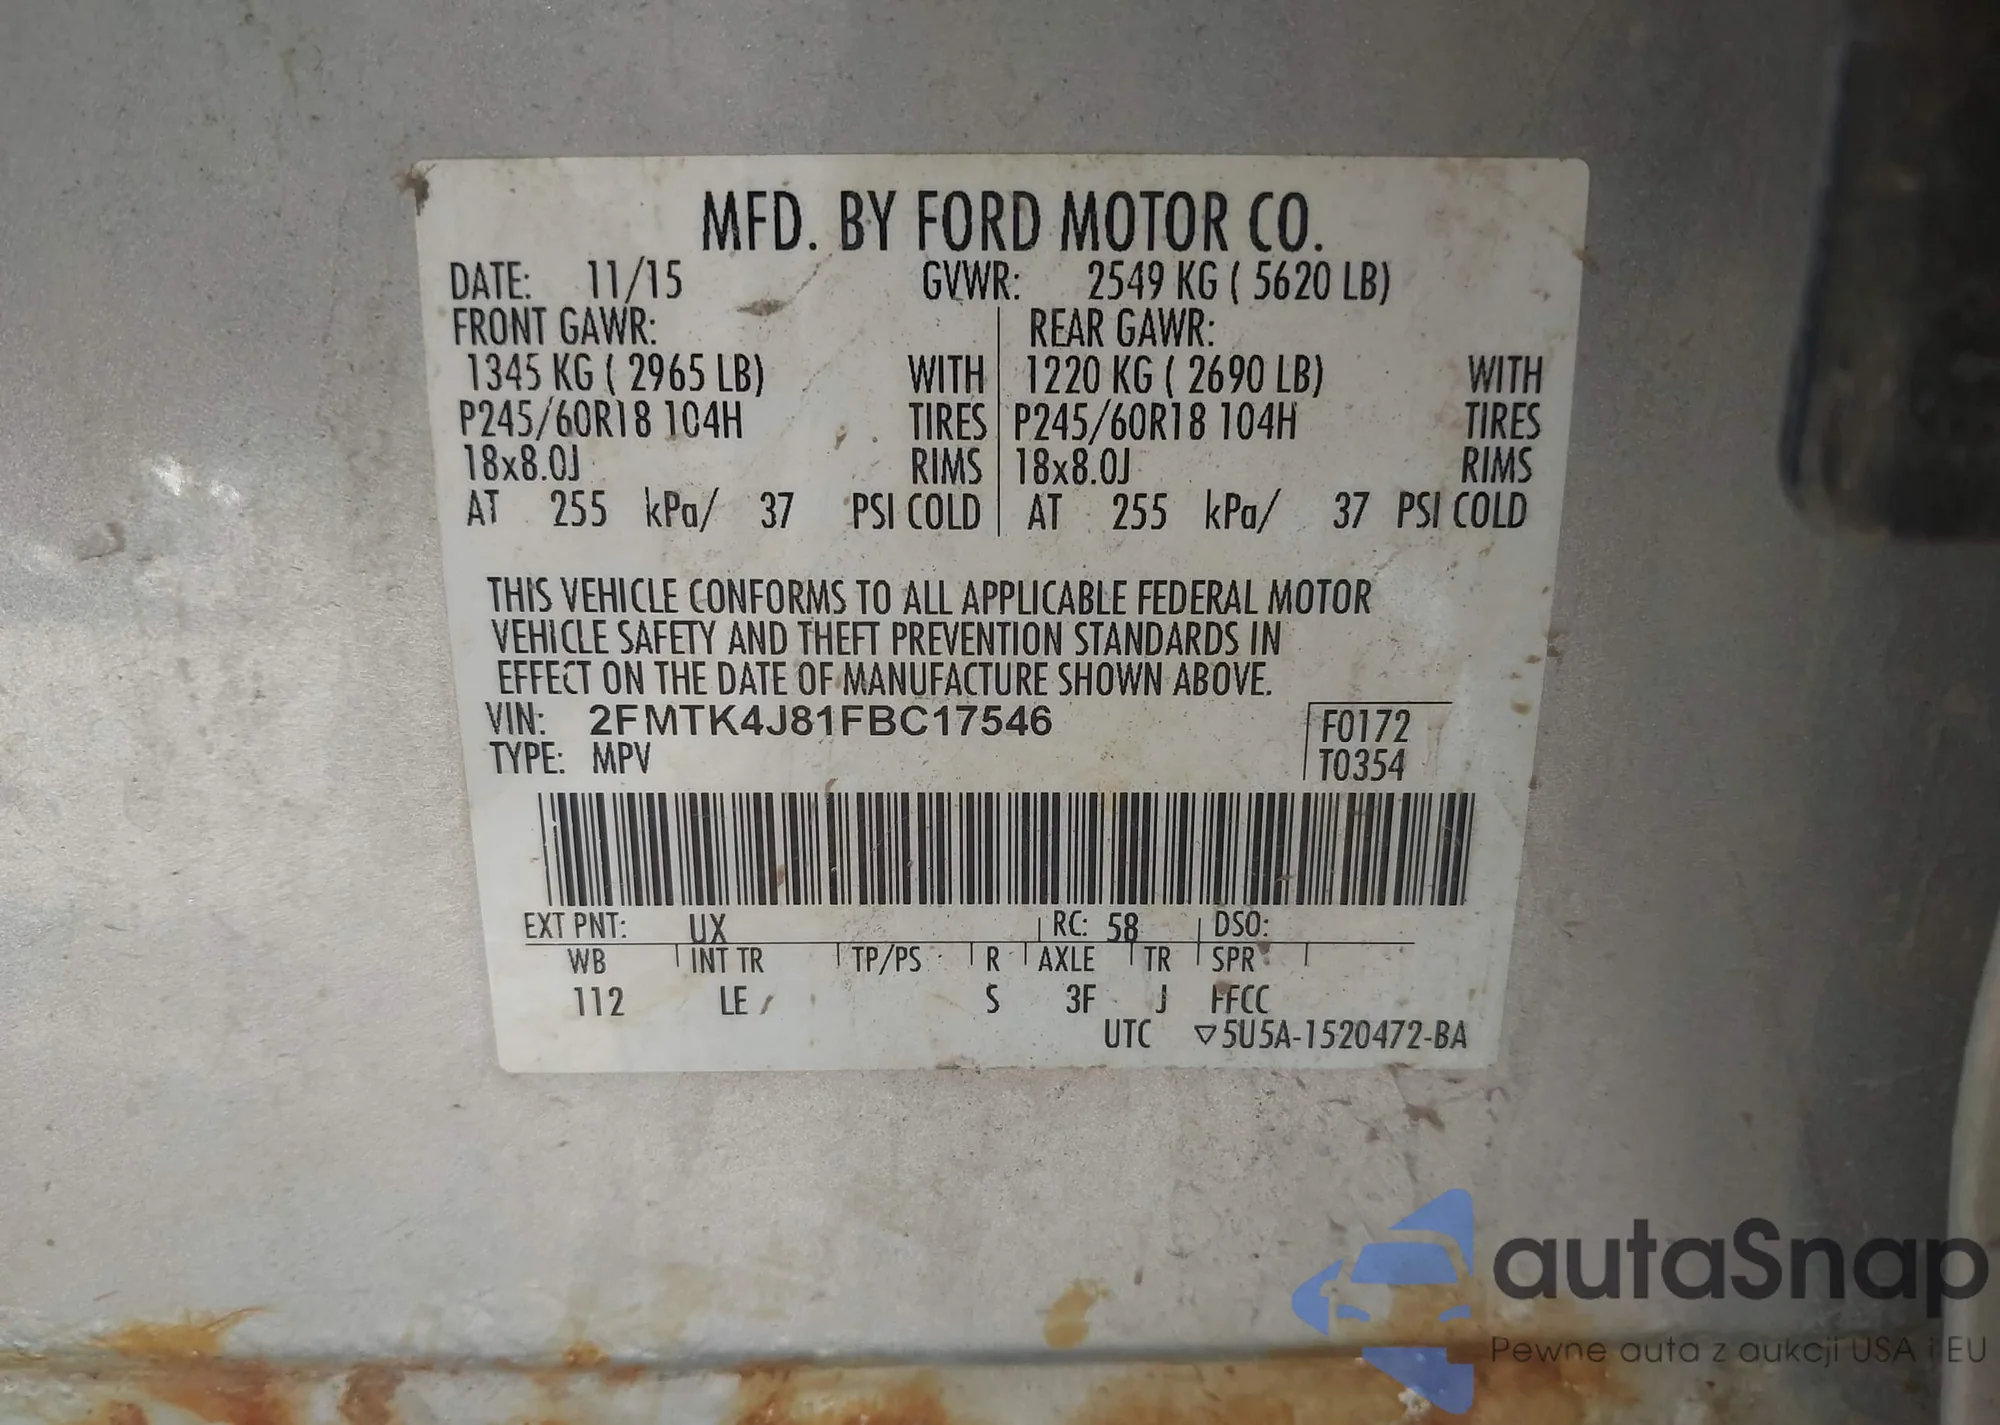 MFD. BY FORD MOTOR CO.
DATE: 11/15 GVWR: 2549 KG ( 5620 LB)
FRONT GAWR: REAR GAWR:
1345 KG ( 2965 LB) WITH 1220 KG ( 2690 LB) WITH
P245/60R18 104H TIRES P245/60R18 104H TIRES
18x8.0J RIMS 18x8.0J RIMS
AT 255 kPa/ 37 PSI COLD AT 255 kPa/ 37 PSI COLD
THIS VEHICLE CONFORMS TO ALL APPLICABLE FEDERAL MOTOR
VEHICLE SAFETY AND THEFT PREVENTION STANDARDS IN
EFFECT ON THE DATE OF MANUFACTURE SHOWN ABOVE.
VIN: 2FMTK4J81FBC17546 F0172
TYPE: MPV T0354
EXT PNT: UX RC: 58 DSO:
WB INT TR TP/PS R AXLE TR SPR
112 LE S 3F J FFCC
UTC ▽5U5A-1520472-BA
autaSnap
Pewne auta z aukcji USA i EU